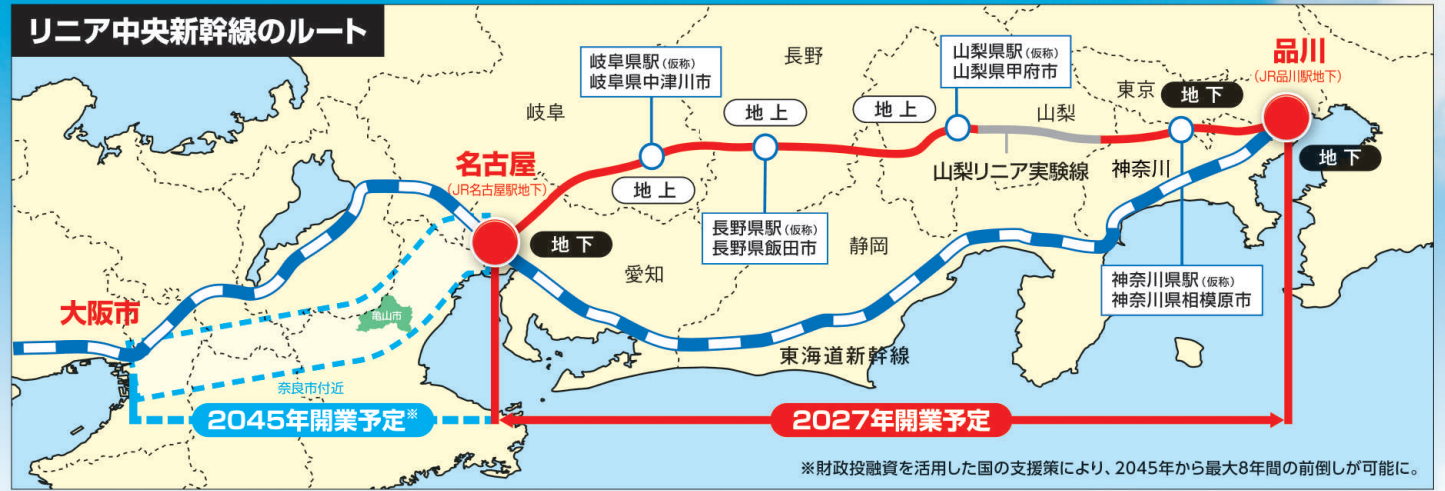 リニア中央新幹線のルート
岐阜県駅(仮称)
岐阜県中津川市
長野
山梨県駅(仮称)
山梨県甲府市
品川
(JR品川駅地下)
東京
地下
岐阜
地上
地上
山梨
地下
名古屋
(JR名古屋駅地下)
地上
山梨リニア実験線
神奈川
地下
長野県駅(仮称)
長野県飯田市
静岡
愛知
神奈川県駅(仮称)
神奈川県相模原市
大阪市
亀山市
東海道新幹線
奈良市付近
2045年開業予定※
2027年開業予定
※財政投融資を活用した国の支援策により、2045年から最大8年間の前倒しが可能に。